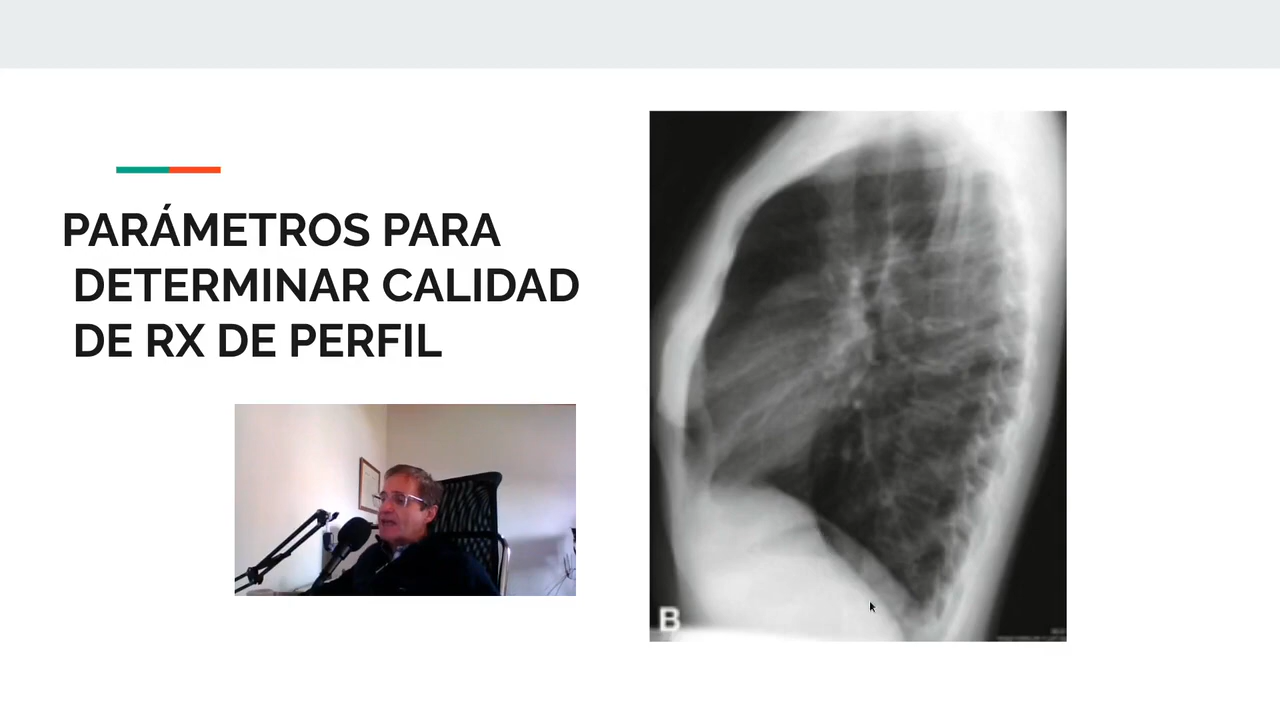 PARÁMETROS PARA
DETERMINAR CALIDAD
DE RX DE PERFIL
B